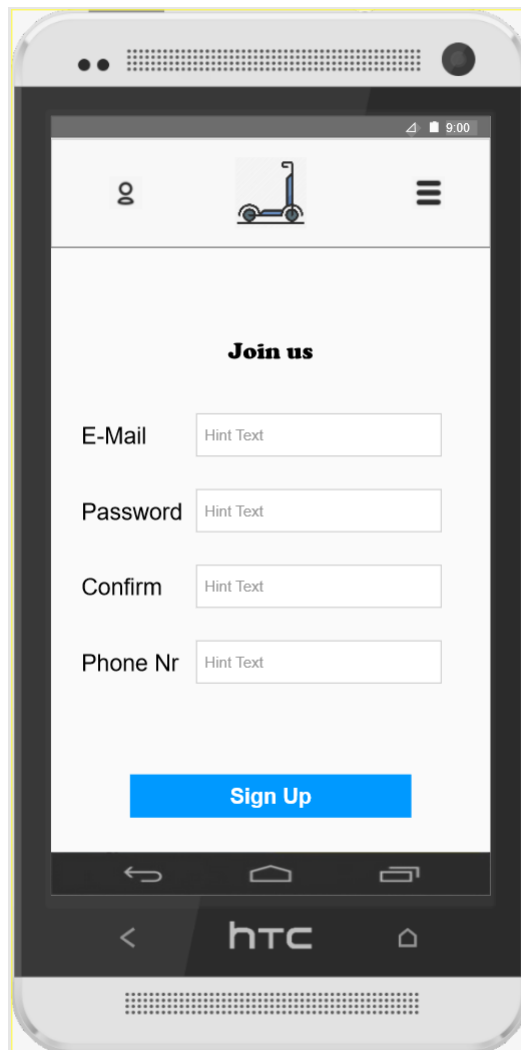 9:00
Join us
E-Mail Hint Text
Password Hint Text
Confirm Hint Text
Phone Nr Hint Text
Sign Up
hTC